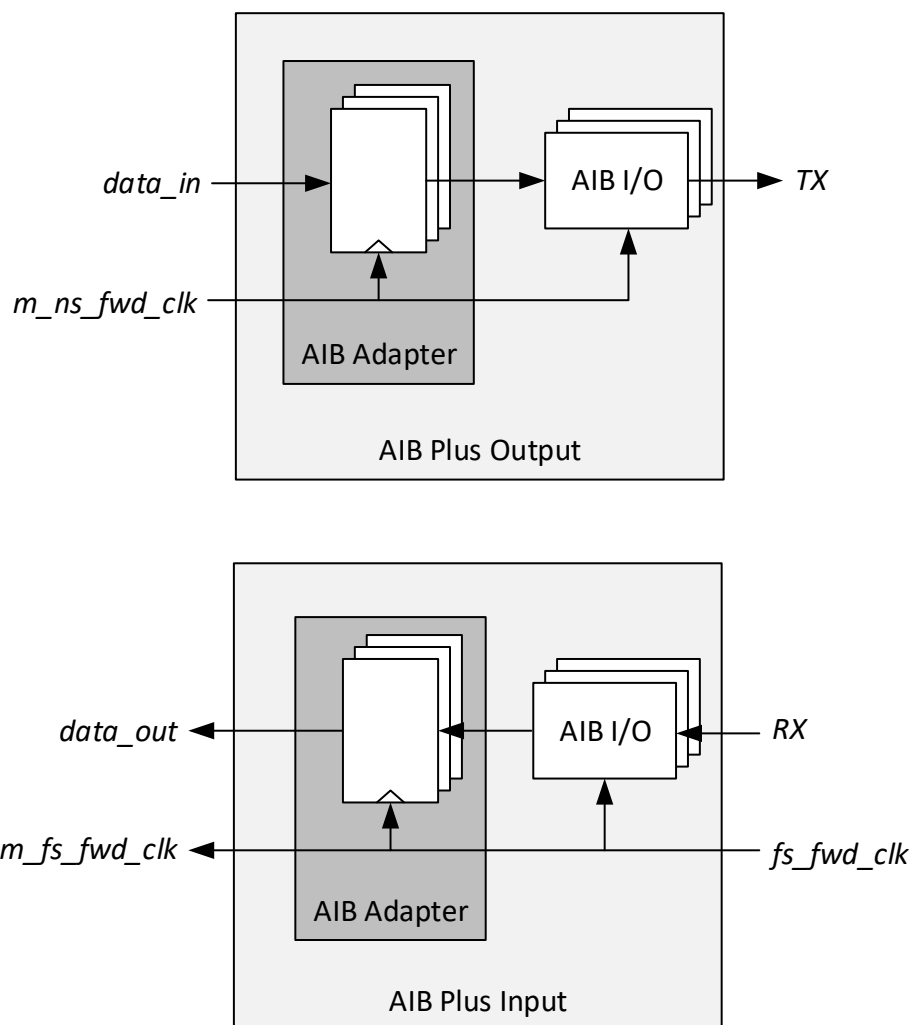 data_in
AIB I/O
TX
m_ns_fwd_clk
AIB Adapter
AIB Plus Output
data_out
AIB I/O
RX
m_fs_fwd_clk
fs_fwd_clk
AIB Adapter
AIB Plus Input